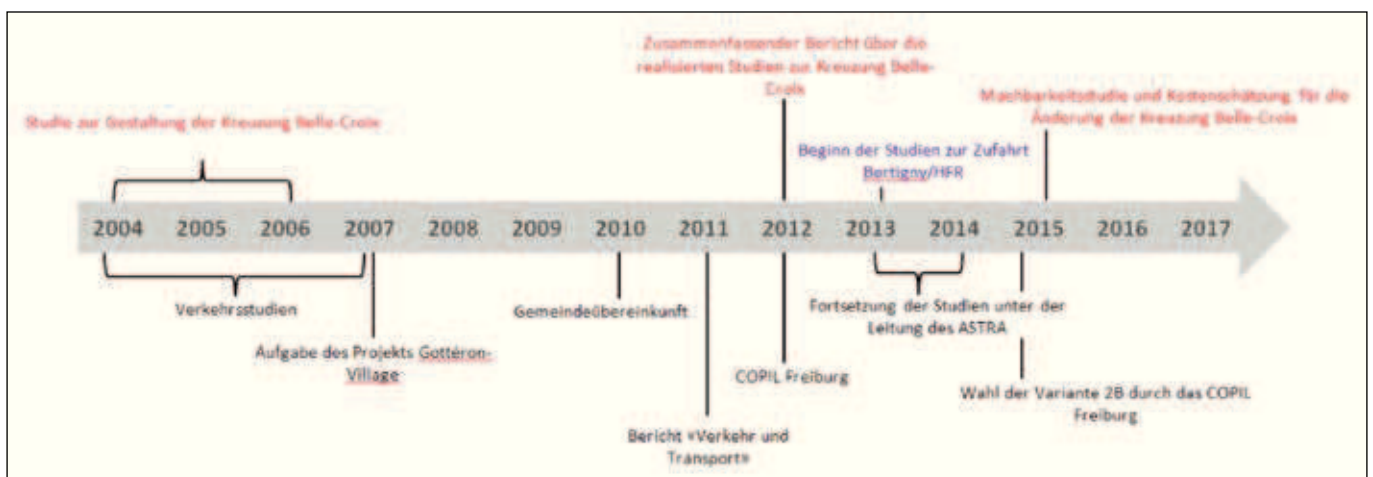 Zusammenfassender Bericht über die
realisierten Studien zur Kreuzung Belle-
Croix
Machbarkeitsstudie und Kostenschätzung für die
Änderung der Kreuzung Belle-Croix
Studie zur Gestaltung der Kreuzung Belle-Croix
Beginn der Studien zur Zufahrt
Bertigny/HFR
2004 2005 2006 2007 2008 2009 2010 2011 2012 2013 2014 2015 2016 2017
Verkehrsstudien
Gemeindeübereinkunft
Fortsetzung der Studien unter der
Leitung des ASTRA
Aufgabe des Projekts Gottéron-
Village
COPIL Freiburg
Wahl der Variante 2B durch das COPIL
Freiburg
Bericht «Verkehr und
Transport»